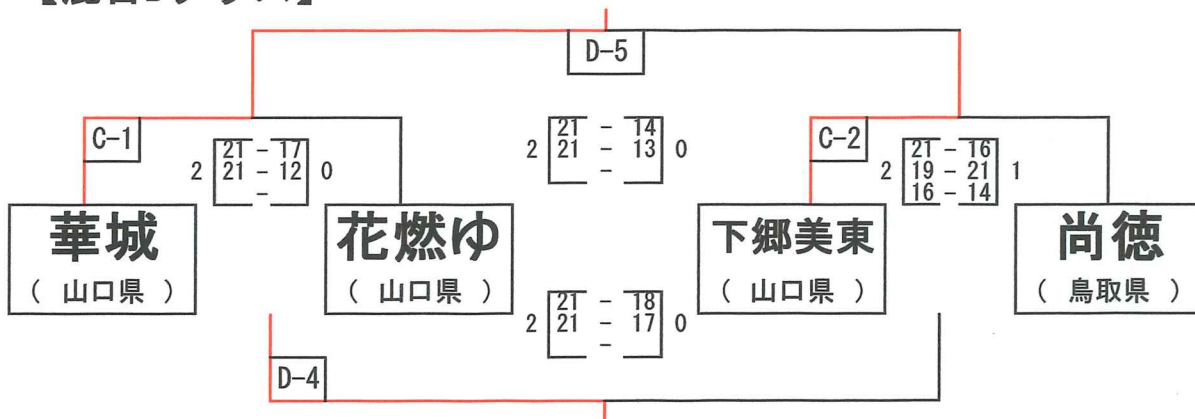 D-5
C-1
2 21 - 17 0
21 - 12
-
2 21 - 14 0
21 - 13
-
C-2
2 21 - 16 1
19 - 21
16 - 14
華城
( 山口県 )
花燃ゆ
( 山口県 )
下郷美東
( 山口県 )
尚徳
( 鳥取県 )
2 21 - 18 0
21 - 17
-
D-4